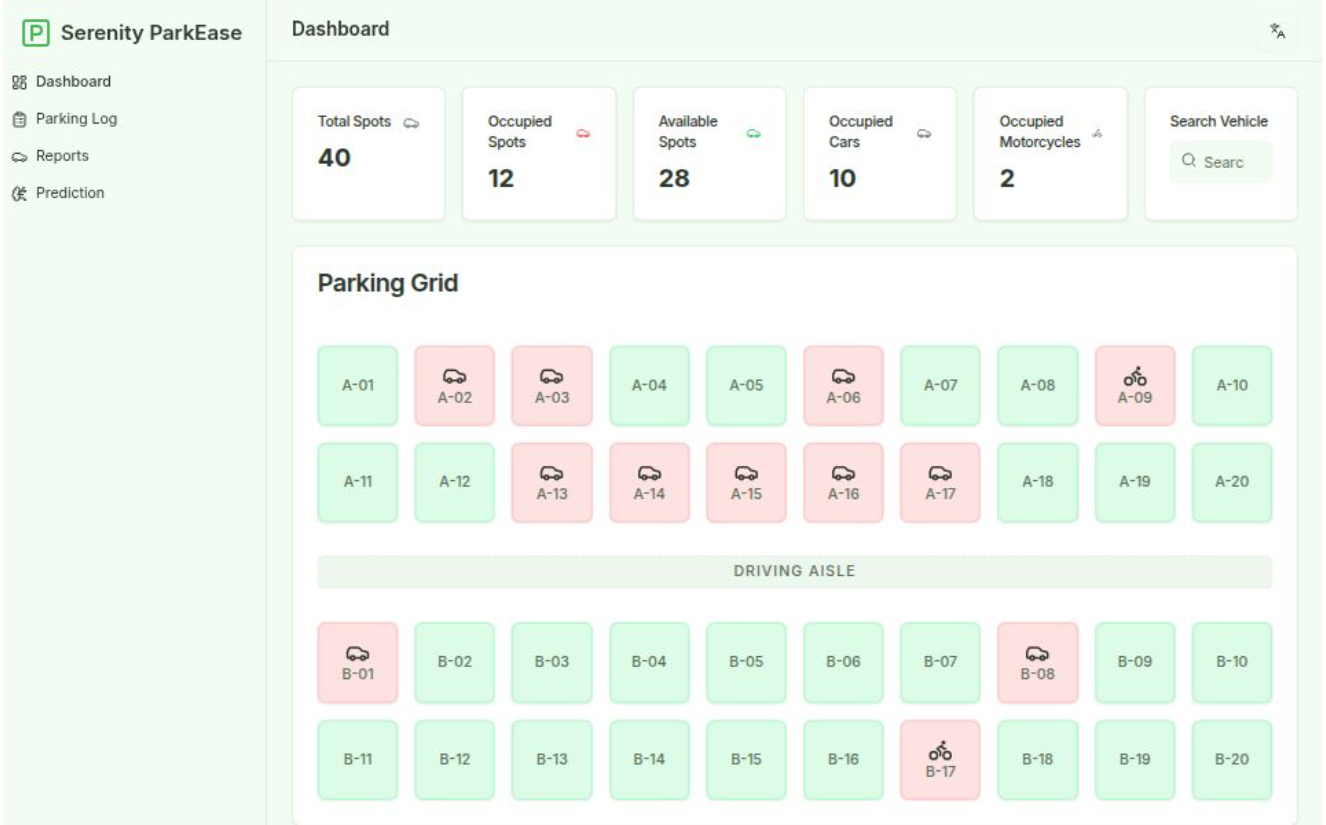 Serenity ParkEase
Dashboard
Parking Log
Reports
Prediction
Dashboard
Total Spots
40
Occupied
Spots
12
Available
Spots
28
Occupied
Cars
10
Occupied
Motorcycles
2
Search Vehicle
Searc
Parking Grid
A-01 A-02 A-03 A-04 A-05 A-06 A-07 A-08 A-09 A-10
A-11 A-12 A-13 A-14 A-15 A-16 A-17 A-18 A-19 A-20
DRIVING AISLE
B-01 B-02 B-03 B-04 B-05 B-06 B-07 B-08 B-09 B-10
B-11 B-12 B-13 B-14 B-15 B-16 B-17 B-18 B-19 B-20